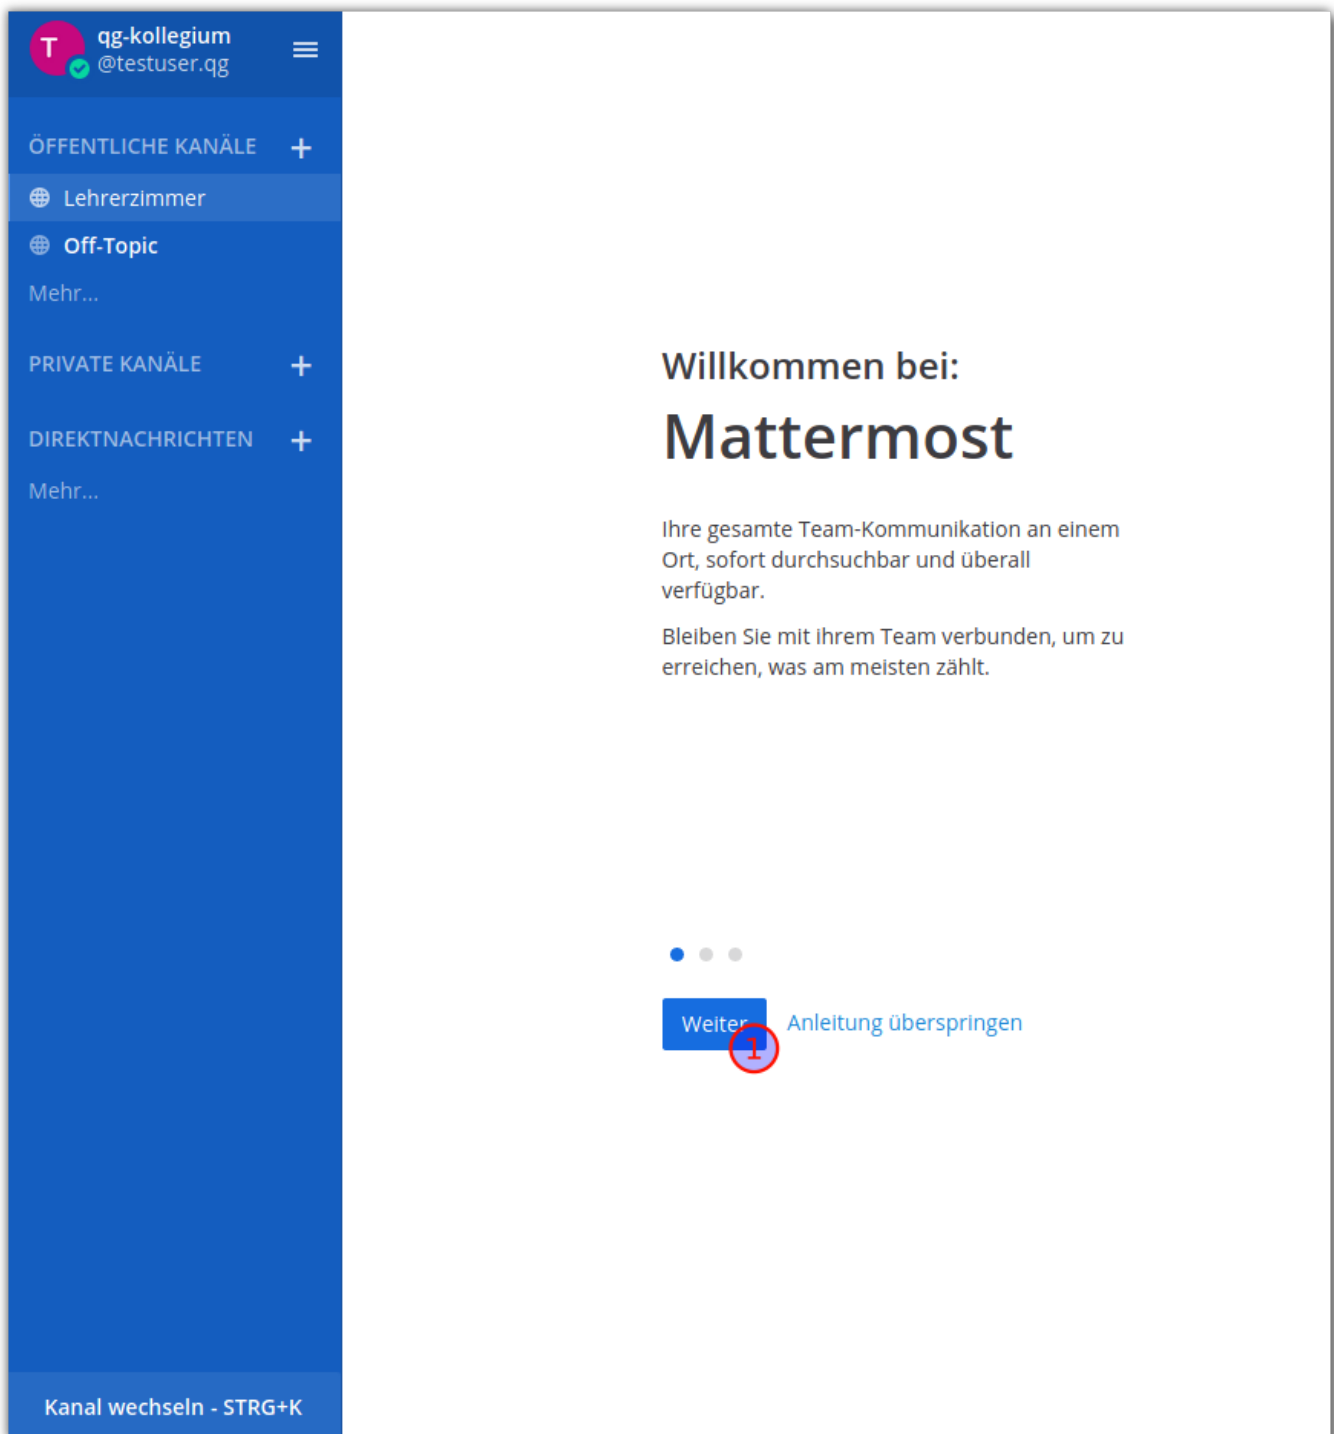 T
qg-kollegium
@testuser.qg
ÖFFENTLICHE KANÄLE +
Lehrerzimmer
Off-Topic
Mehr...
PRIVATE KANÄLE +
DIREKTNACHRICHTEN +
Mehr...
Kanal wechseln - STRG+K
Willkommen bei:
Mattermost
Ihre gesamte Team-Kommunikation an einem
Ort, sofort durchsuchbar und überall
verfügbar.
Bleiben Sie mit ihrem Team verbunden, um zu
erreichen, was am meisten zählt.
Weiter
1
Anleitung überspringen